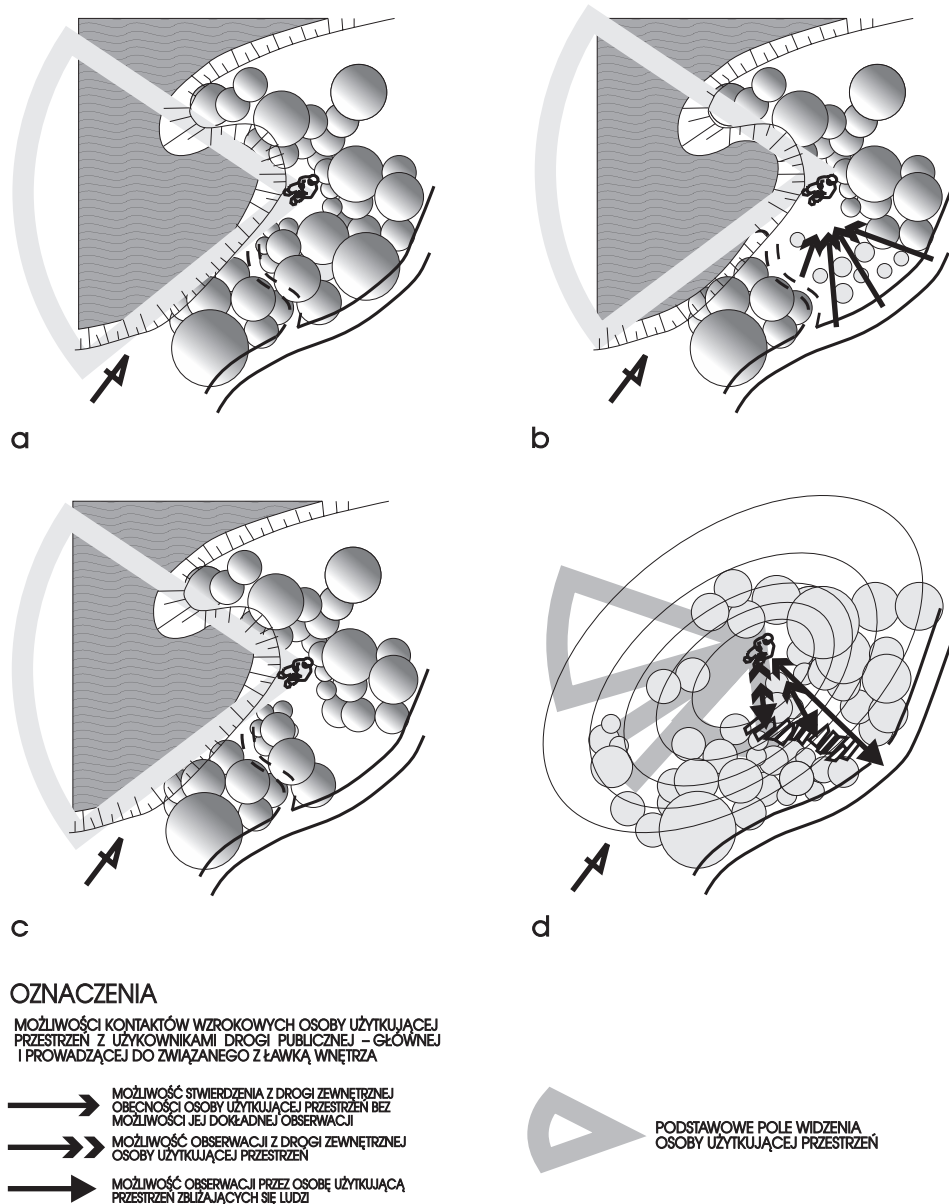 a
b
c
d
OZNACZENIA
MOŻLIWOŚCI KONTAKTÓW WZROKOWYCH OSOBY UŻYTKUJĄCEJ
PRZESTRZEŃ Z UŻYKOWNIKAMI DROGI PUBLICZNEJ – GŁÓWNEJ
I PROWADZĄCEJ DO ZWIĄZANEGO Z ŁAWKĄ WNĘTRZA
MOŻLIWOŚĆ STWIERDZENIA Z DROGI ZEWNĘTRZNEJ
OBECNOŚCI OSOBY UŻYTKUJĄCEJ PRZESTRZEŃ BEZ
MOŻLIWOŚCI JEJ DOKŁADNEJ OBSERWACJI
MOŻLIWOŚĆ OBSERWACJI Z DROGI ZEWNĘTRZNEJ
OSOBY UŻYTKUJĄCEJ PRZESTRZEŃ
MOŻLIWOŚĆ OBSERWACJI PRZEZ OSOBĘ UŻYTKUJĄCĄ
PRZESTRZEŃ ZBLIŻAJĄCYCH SIĘ LUDZI
PODSTAWOWE POLE WIDZENIA
OSOBY UŻYTKUJĄCEJ PRZESTRZEŃ